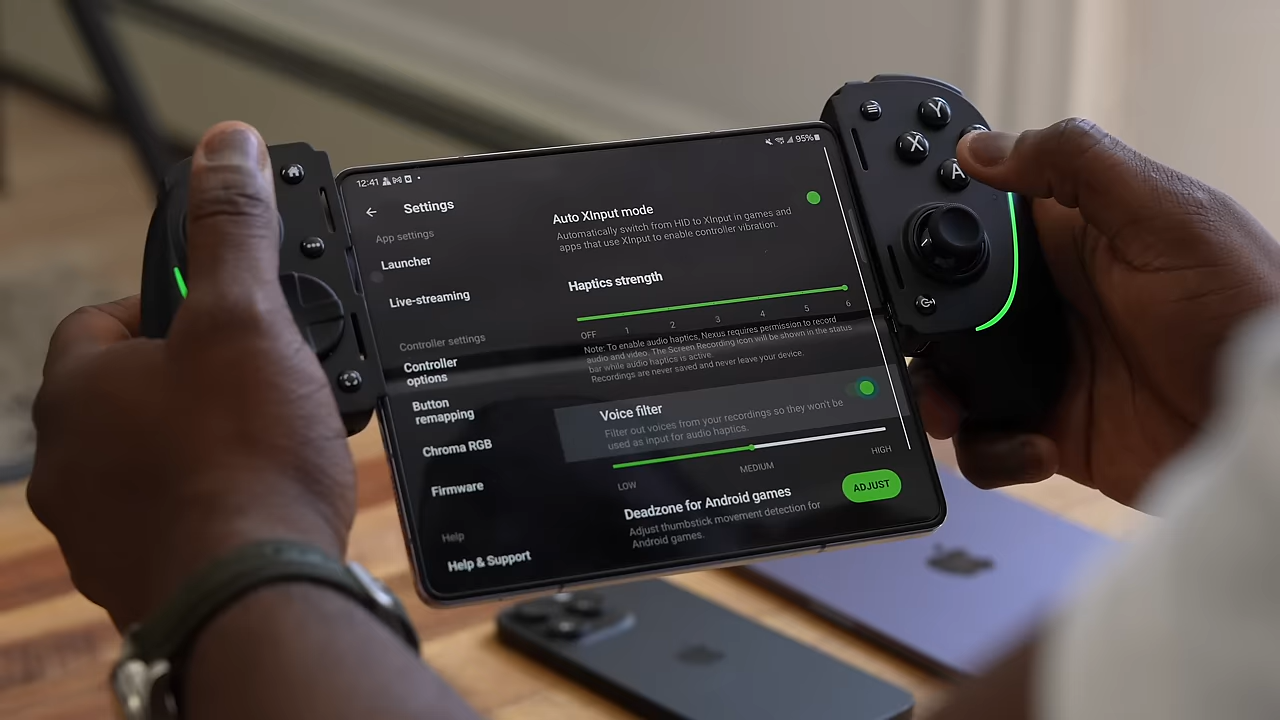 12:41
95%
Settings
App settings
Launcher
Live-streaming
Controller settings
Controller
options
Button
remapping
Chroma RGB
Firmware
Help
Help & Support
Auto XInput mode
Automatically switch from HID to XInput in games and
apps that use XInput to enable controller vibration.
Haptics strength
OFF 1 2 3 4 5 6
Note: To enable audio haptics, Nexus requires permission to record
audio and video. The Screen Recording icon will be shown in the status
bar while audio haptics is active
Recordings are never saved and never leave your device.
Voice filter
Filter out voices from your recordings so they won't be
used as input for audio haptics.
LOW MEDIUM HIGH
Deadzone for Android games
Adjust thumbstick movement detection for
Android games.
ADJUST
Y
X
A